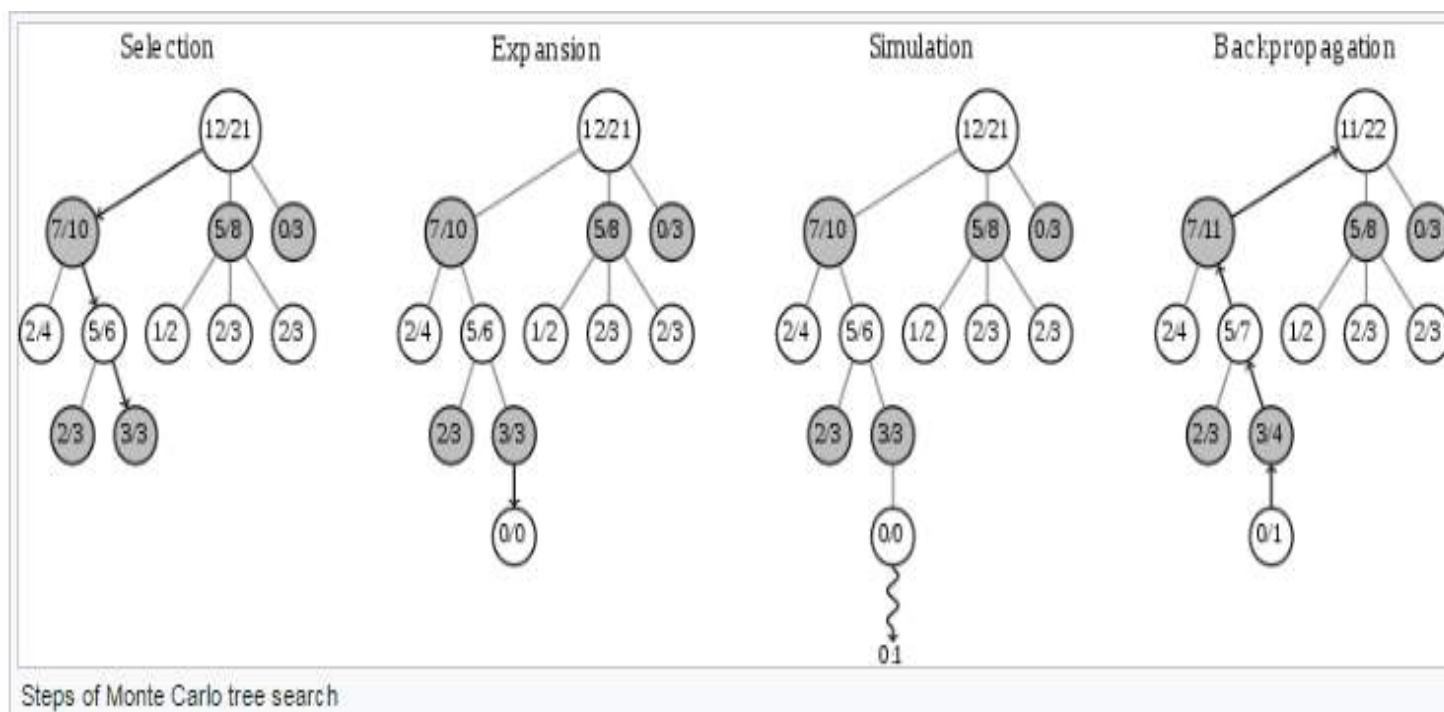 Selection Expansion Simulation Backpropagation
12/21 12/21 12/21 11/22
7/10 5/8 0/3 7/10 5/8 0/3 7/10 5/8 0/3 7/11 5/8 0/3
2/4 5/6 1/2 2/3 2/3 2/4 5/6 1/2 2/3 2/3 2/4 5/6 1/2 2/3 2/3 2/4 5/7 1/2 2/3 2/3
2/3 3/3 2/3 3/3 2/3 3/3 2/3 3/4
0/0 0/0 0/1
0:1
Steps of Monte Carlo tree search